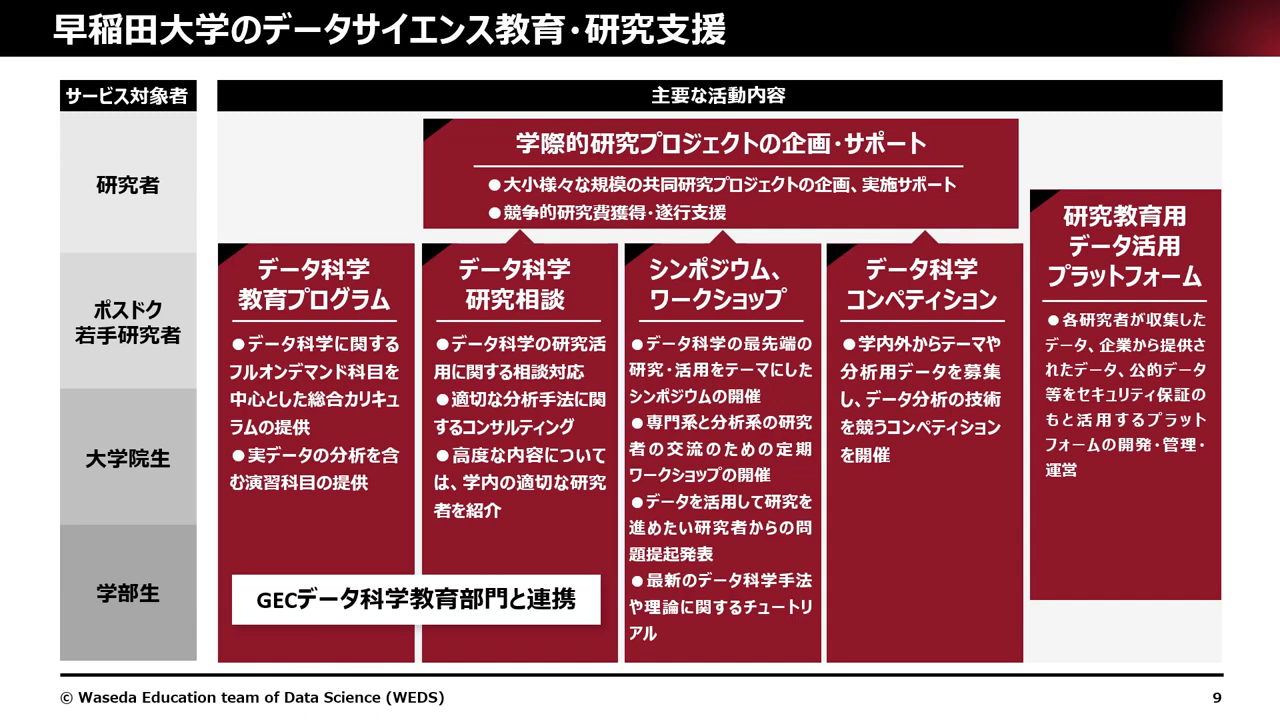 早稲田大学のデータサイエンス教育・研究支援
サービス対象者
主要な活動内容
研究者
ポスドク
若手研究者
大学院生
学部生
学際的研究プロジェクトの企画・サポート
●大小様々な規模の共同研究プロジェクトの企画、実施サポート
●競争的研究費獲得・遂行支援
データ科学
教育プログラム
●データ科学に関する
フルオンデマンド科目を
中心とした総合カリキュ
ラムの提供
●実データの分析を含
む演習科目の提供
データ科学
研究相談
●データ科学の研究活
用に関する相談対応
●適切な分析手法に関
するコンサルティング
●高度な内容について
は、学内の適切な研究
者を紹介
GECデータ科学教育部門と連携
シンポジウム、
ワークショップ
●データ科学の最先端の
研究・活用をテーマにした
シンポジウムの開催
●専門系と分析系の研究
者の交流のための定期
ワークショップの開催
●データを活用して研究を
進めたい研究者からの問
題提起発表
●最新のデータ科学手法
や理論に関するチュートリ
アル
データ科学
コンペティション
●学内外からテーマや
分析用データを募集
し、データ分析の技術
を競うコンペティション
を開催
研究教育用
データ活用
プラットフォーム
●各研究者が収集した
データ、企業から提供さ
れたデータ、公的データ
等をセキュリティ保証の
もと活用するプラット
フォームの開発・管理・
運営
© Waseda Education team of Data Science (WEDS)
9